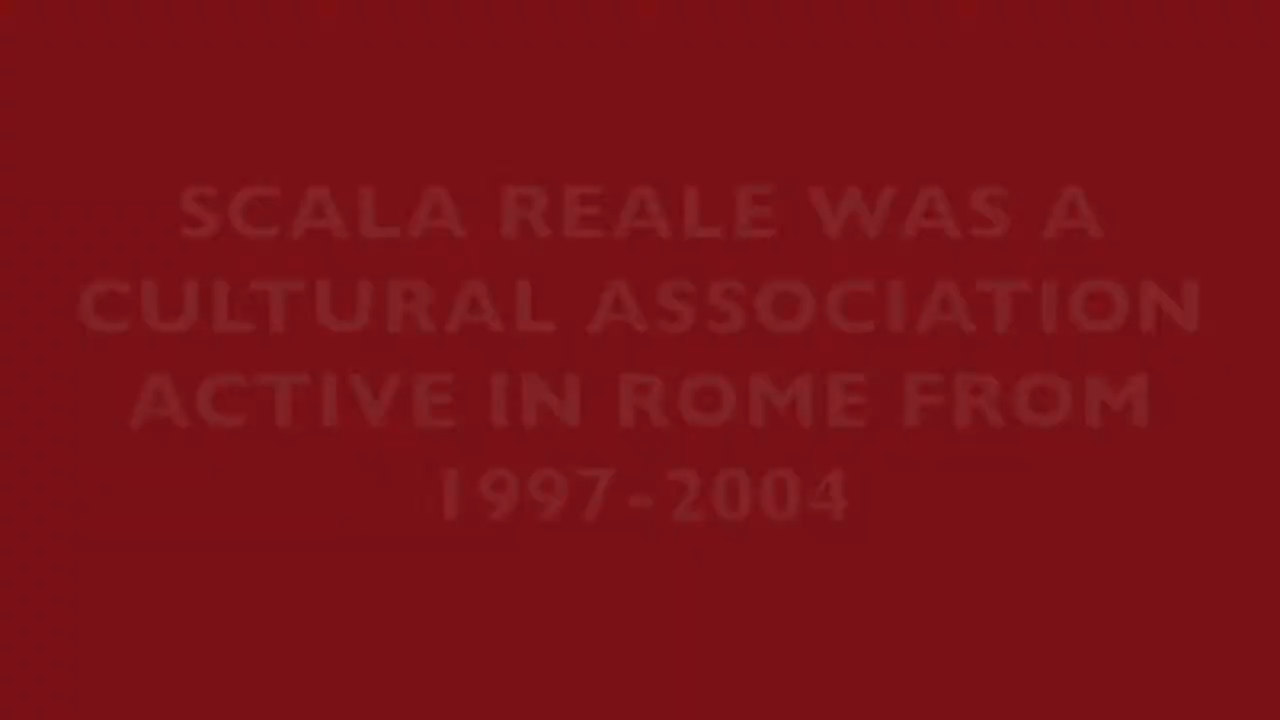 SCALA REALE WAS A
CULTURAL ASSOCIATION
ACTIVE IN ROME FROM
1997-2004